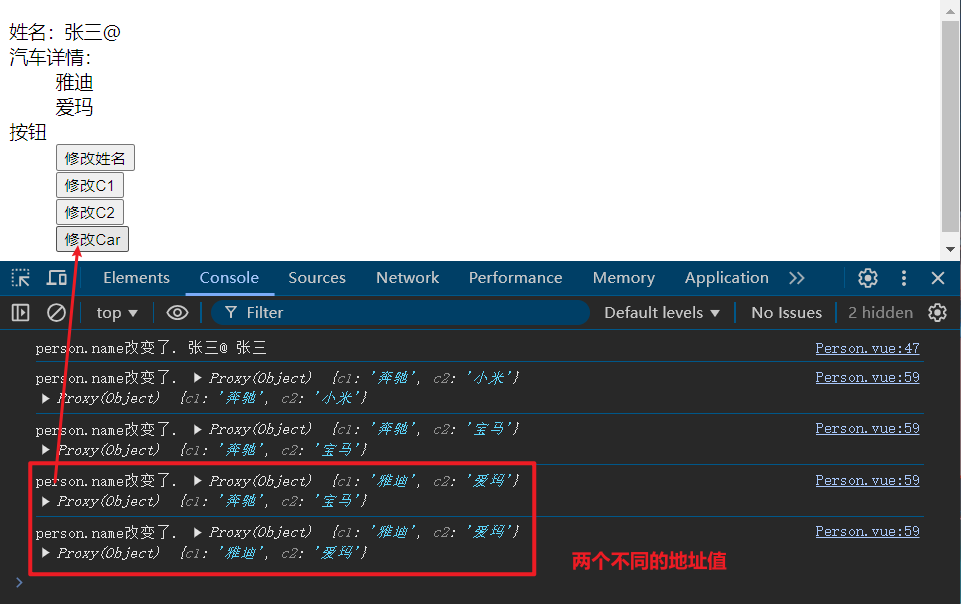 姓名：张三@
汽车详情：
雅迪
爱玛
按钮
修改姓名
修改C1
修改C2
修改Car
Elements Console Sources Network Performance Memory Application
top ▼ Filter Default levels ▼ No Issues 2 hidden
person.name改变了. 张三@ 张三 Person.vue:47
person.name改变了. ▶ Proxy(Object) {c1: '奔驰', c2: '小米'} Person.vue:59
▶ Proxy(Object) {c1: '奔驰', c2: '小米'}
person.name改变了. ▶ Proxy(Object) {c1: '奔驰', c2: '宝马'} Person.vue:59
▶ Proxy(Object) {c1: '奔驰', c2: '宝马'}
person.name改变了. ▶ Proxy(Object) {c1: '雅迪', c2: '爱玛'} Person.vue:59
▶ Proxy(Object) {c1: '奔驰', c2: '宝马'}
person.name改变了. ▶ Proxy(Object) {c1: '雅迪', c2: '爱玛'} Person.vue:59
▶ Proxy(Object) {c1: '雅迪', c2: '爱玛'}
两个不同的地址值